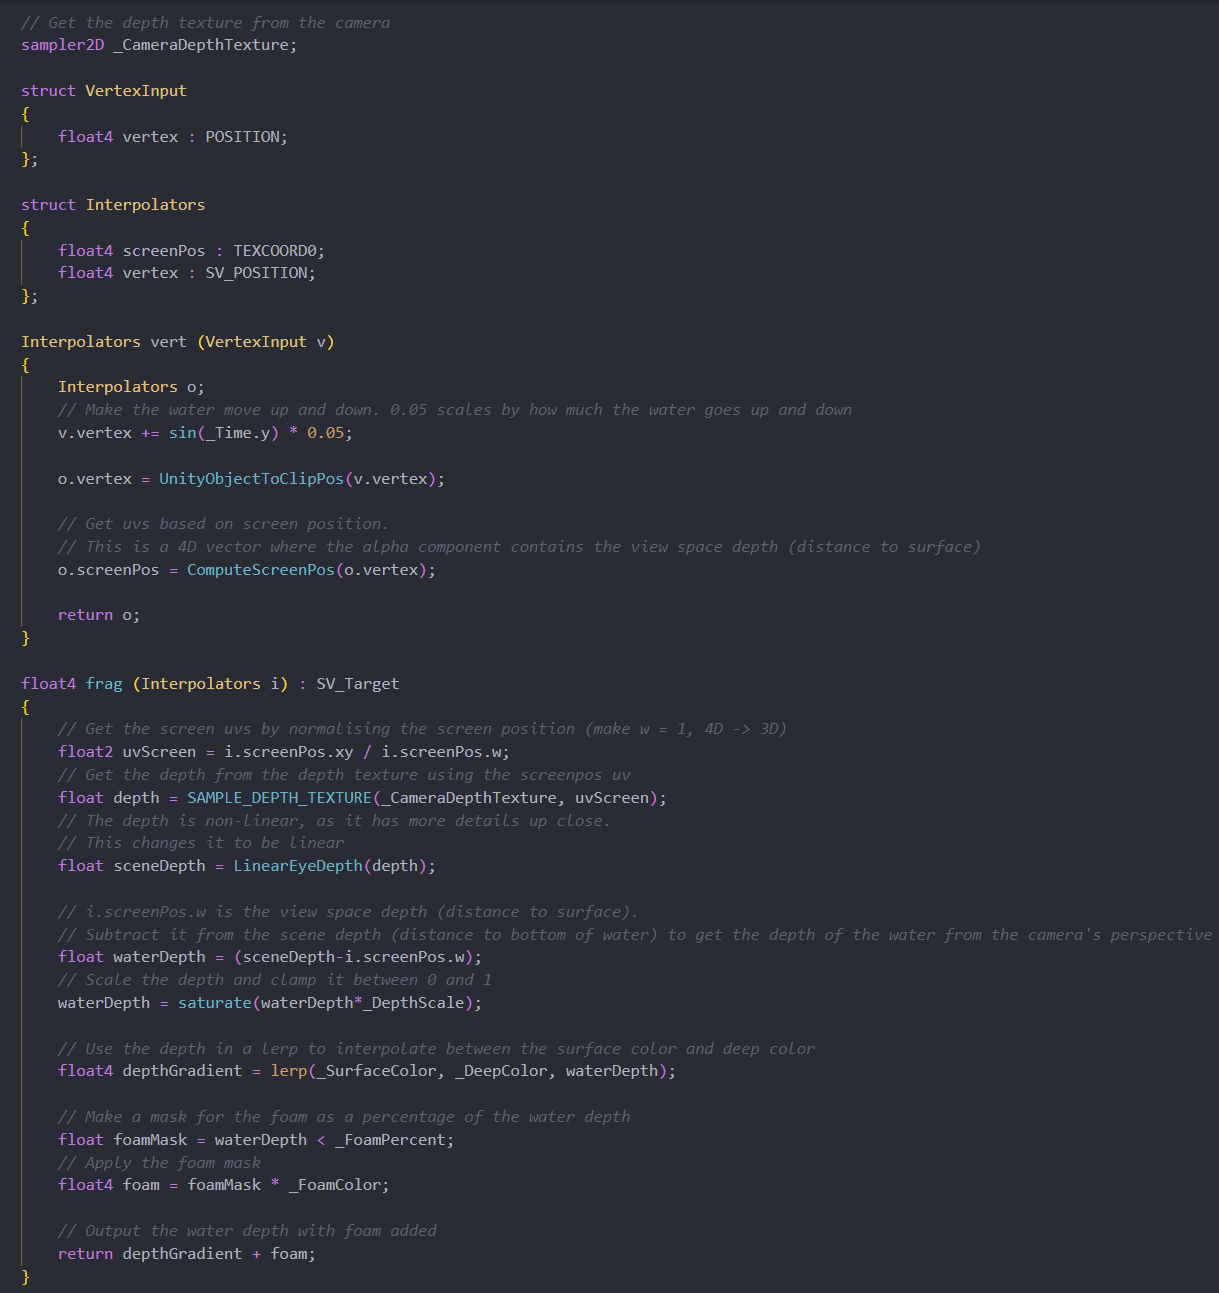 // Get the depth texture from the camera
sampler2D _CameraDepthTexture;

struct VertexInput
{
    float4 vertex : POSITION;
};

struct Interpolators
{
    float4 screenPos : TEXCOORD0;
    float4 vertex : SV_POSITION;
};

Interpolators vert (VertexInput v)
{
    Interpolators o;
    // Make the water move up and down. 0.05 scales by how much the water goes up and down
    v.vertex += sin(_Time.y) * 0.05;

    o.vertex = UnityObjectToClipPos(v.vertex);

    // Get uvs based on screen position.
    // This is a 4D vector where the alpha component contains the view space depth (distance to surface)
    o.screenPos = ComputeScreenPos(o.vertex);

    return o;
}

float4 frag (Interpolators i) : SV_Target
{
    // Get the screen uvs by normalising the screen position (make w = 1, 4D -> 3D)
    float2 uvScreen = i.screenPos.xy / i.screenPos.w;
    // Get the depth from the depth texture using the screenpos uv
    float depth = SAMPLE_DEPTH_TEXTURE(_CameraDepthTexture, uvScreen);
    // The depth is non-linear, as it has more details up close.
    // This changes it to be linear
    float sceneDepth = LinearEyeDepth(depth);

    // i.screenPos.w is the view space depth (distance to surface).
    // Subtract it from the scene depth (distance to bottom of water) to get the depth of the water from the camera's perspective
    float waterDepth = (sceneDepth-i.screenPos.w);
    // Scale the depth and clamp it between 0 and 1
    waterDepth = saturate(waterDepth*_DepthScale);

    // Use the depth in a lerp to interpolate between the surface color and deep color
    float4 depthGradient = lerp(_SurfaceColor, _DeepColor, waterDepth);

    // Make a mask for the foam as a percentage of the water depth
    float foamMask = waterDepth < _FoamPercent;
    // Apply the foam mask
    float4 foam = foamMask * _FoamColor;

    // Output the water depth with foam added
    return depthGradient + foam;
}